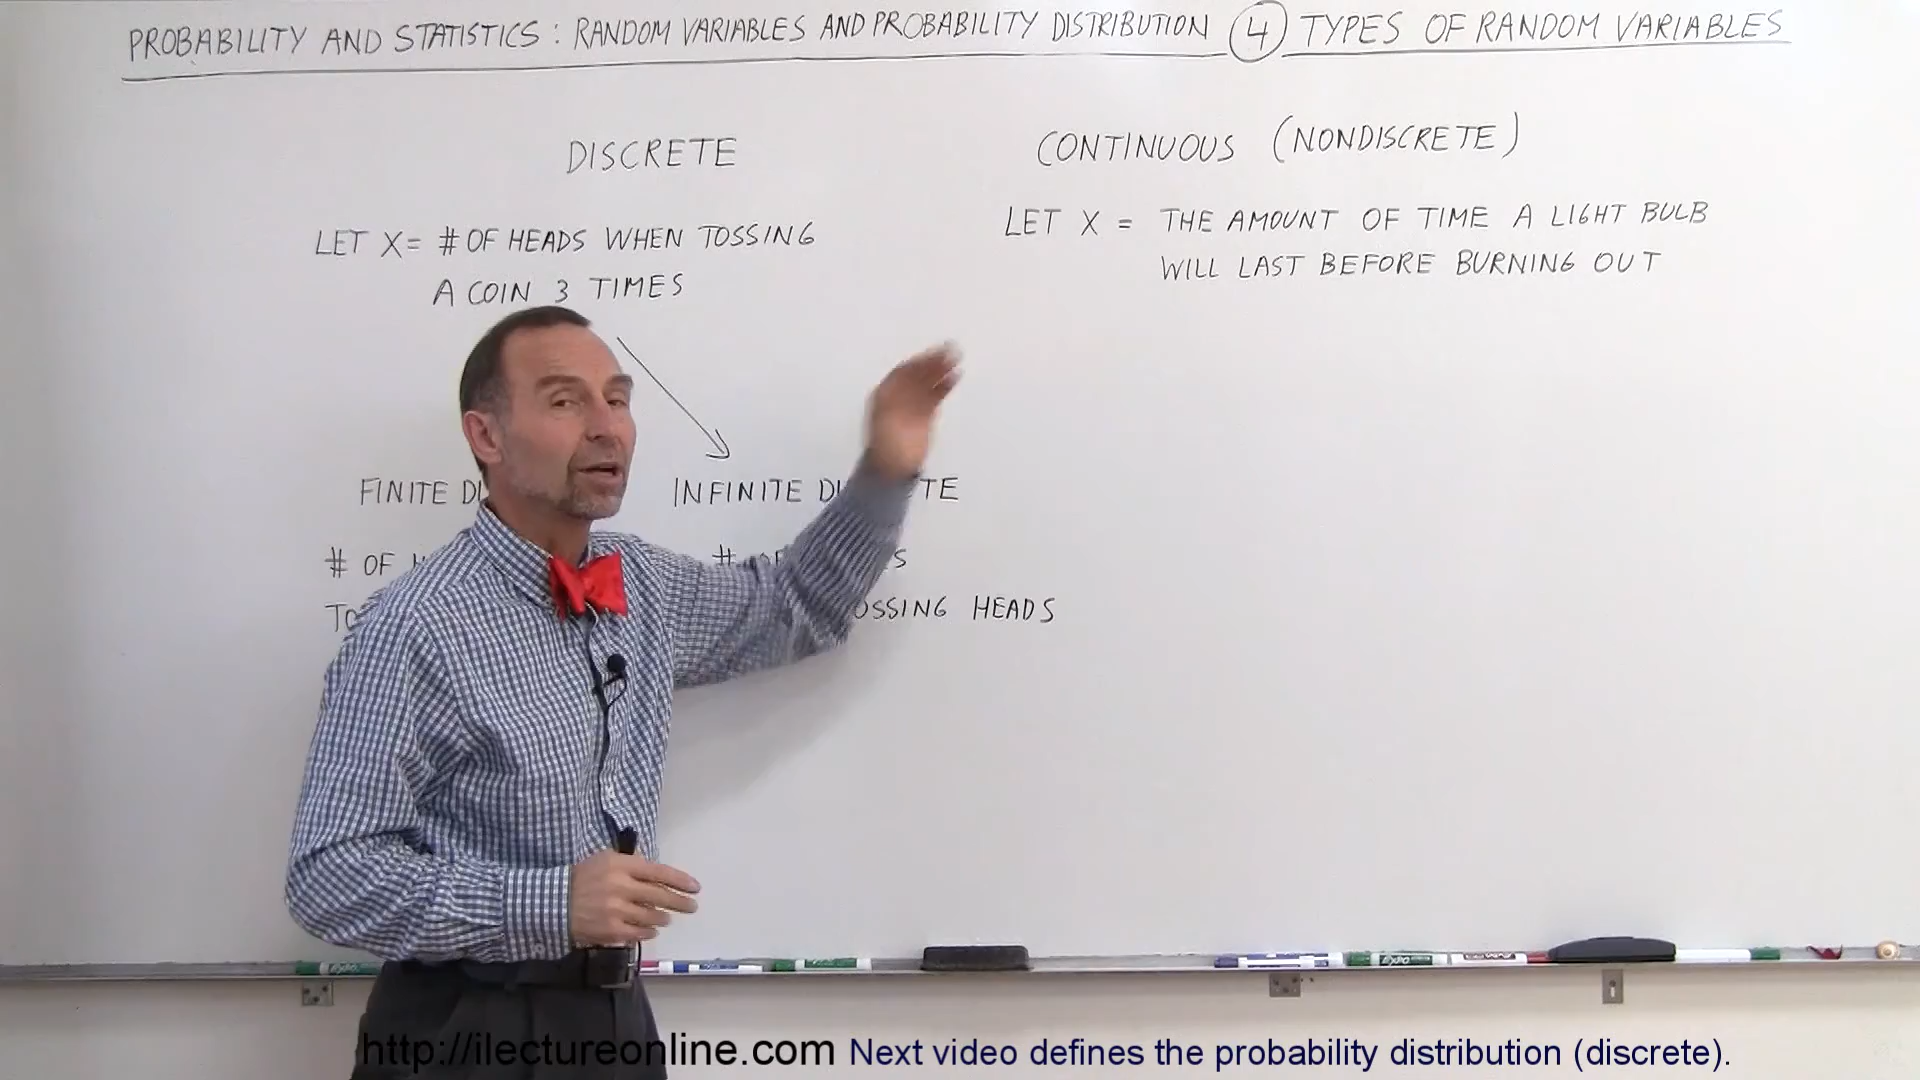 PROBABILITY AND STATISTICS : RANDOM VARIABLES AND PROBABILITY DISTRIBUTION 4 TYPES OF RANDOM VARIABLES
DISCRETE
LET X = # OF HEADS WHEN TOSSING
A COIN 3 TIMES
FINITE
INFINITE
# OF
# OF
HEADS
CONTINUOUS (NONDISCRETE)
LET X = THE AMOUNT OF TIME A LIGHT BULB
WILL LAST BEFORE BURNING OUT
http://ilectureonline.com Next video defines the probability distribution (discrete).